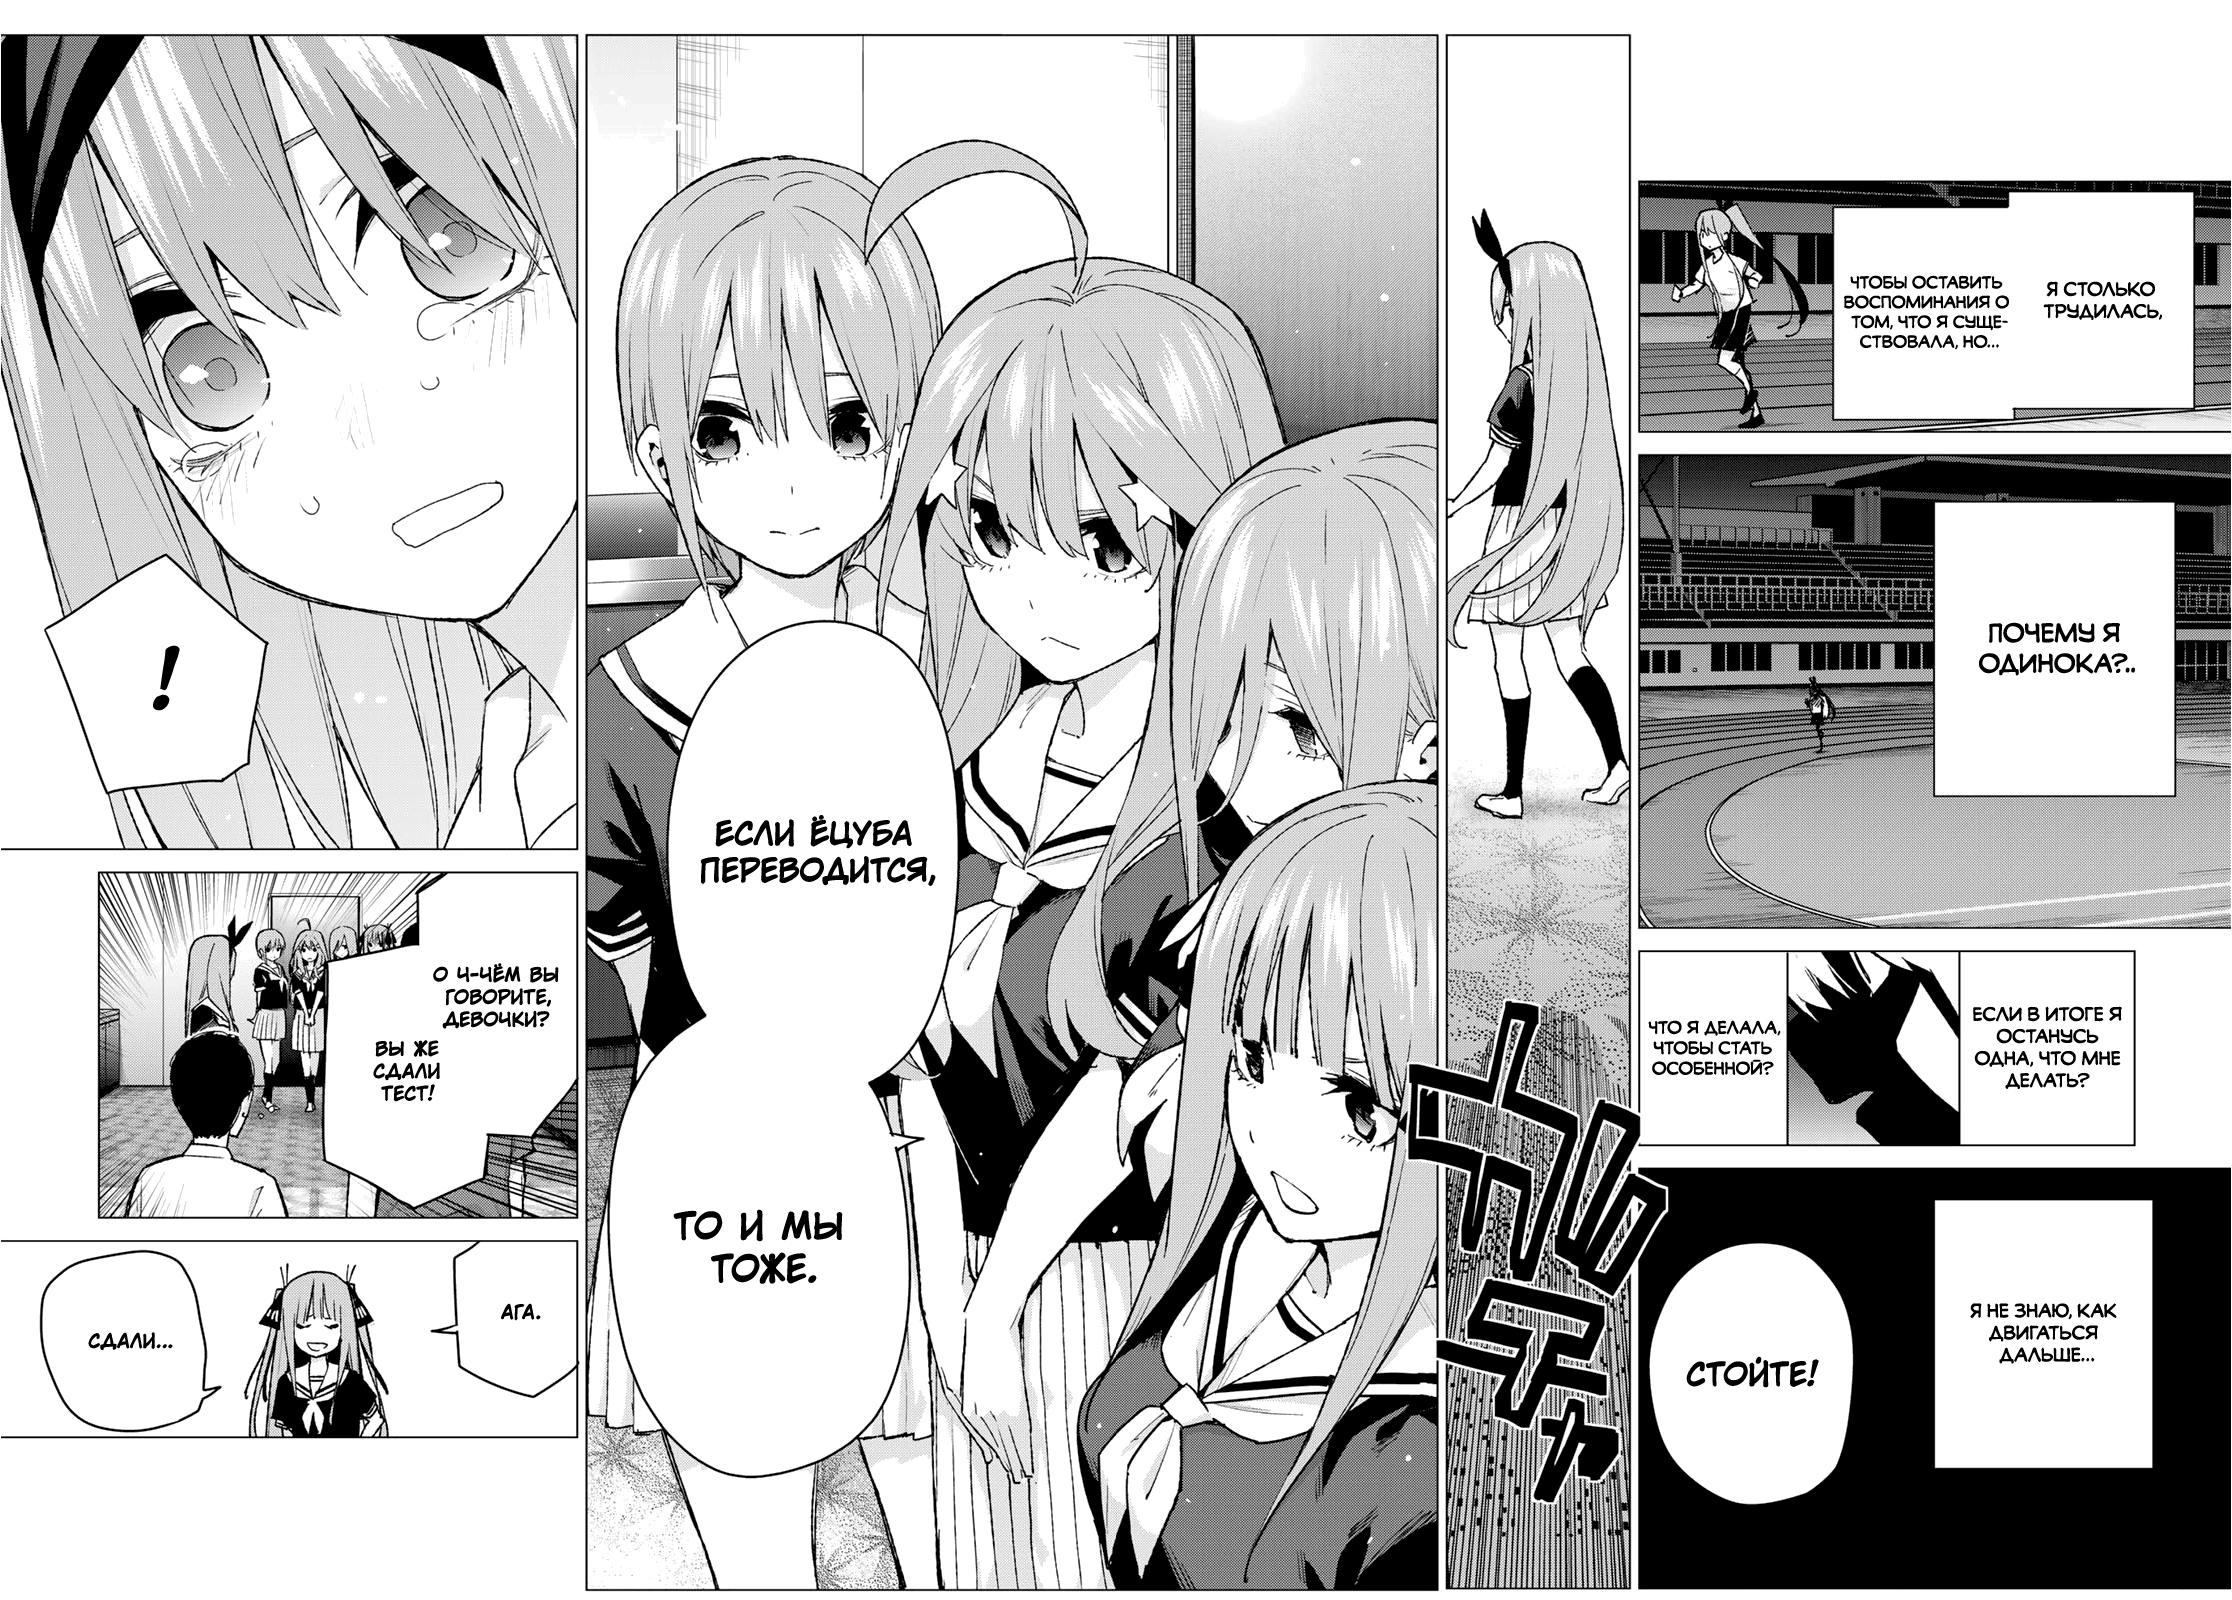 Я СТОЛЬКО
ТРУДИЛАСЬ,
ЧТОБЫ ОСТАВИТЬ
ВОСПОМИНАНИЯ О
ТОМ, ЧТО Я СУЩЕ-
СТВОВАЛА, НО...
ПОЧЕМУ Я
ОДИНОКА?..
ЕСЛИ В ИТОГЕ Я
ОСТАНУСЬ
ОДНА, ЧТО МНЕ
ДЕЛАТЬ?
ЧТО Я ДЕЛАЛА,
ЧТОБЫ СТАТЬ
ОСОБЕННОЙ?
Я НЕ ЗНАЮ, КАК
ДВИГАТЬСЯ
ДАЛЬШЕ...
СТОЙТЕ!
ЕСЛИ ЁЦУБА
ПЕРЕВОДИТСЯ,
ТО И МЫ
ТОЖЕ.
!
О Ч-ЧЁМ ВЫ
ГОВОРИТЕ,
ДЕВОЧКИ?
ВЫ ЖЕ
СДАЛИ
ТЕСТ!
АГА.
СДАЛИ...